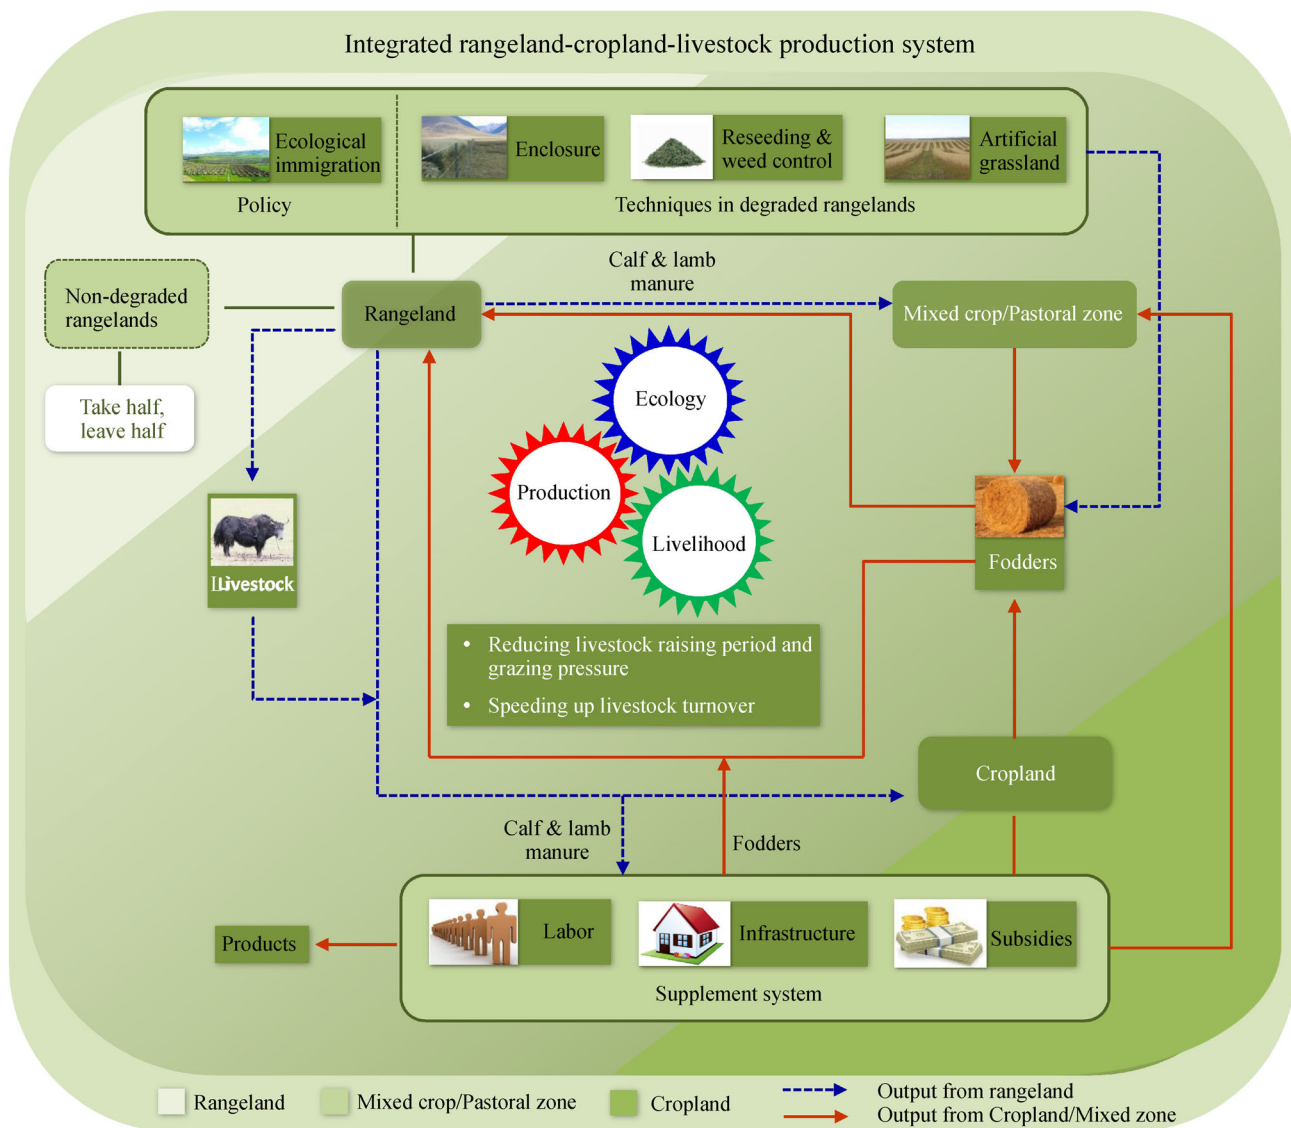 Integrated rangeland-cropland-livestock production system
Ecological
immigration
Enclosure
Reseeding &
weed control
Artificial
grassland
Policy
Techniques in degraded rangelands
Non-degraded
rangelands
Take half,
leave half
Rangeland
Calf & lamb
manure
Mixed crop/Pastoral zone
Ecology
Production
Livelihood
Livestock
Fodders
• Reducing livestock raising period and
grazing pressure
• Speeding up livestock turnover
Cropland
Calf & lamb
manure
Fodders
Products
Labor
Infrastructure
Subsidies
Supplement system
Rangeland
Mixed crop/Pastoral zone
Cropland
Output from rangeland
Output from Cropland/Mixed zone